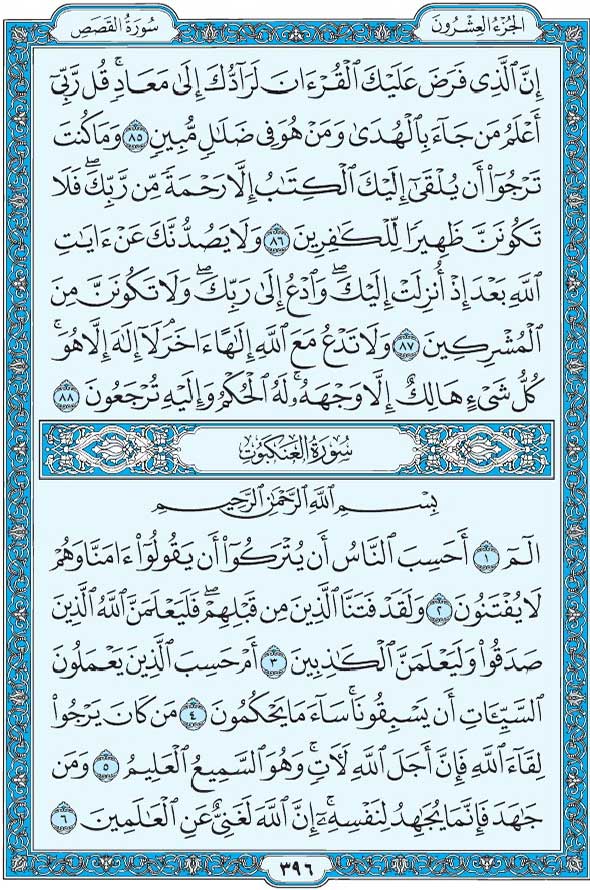 الجُزْءُ العِشْرُونَ
سُورَةُ القَصَصِ
إِنَّ ٱلَّذِى فَرَضَ عَلَيْكَ ٱلْقُرْءَانَ لَرَآدُّكَ إِلَىٰ مَعَادٍ ۚ قُل رَّبِّىٓ
أَعْلَمُ مَن جَآءَ بِٱلْهُدَىٰ وَمَنْ هُوَ فِى ضَلَـٰلٍ مُّبِينٍ ٨٥ وَمَا كُنتَ
تَرْجُوٓا۟ أَن يُلْقَىٰٓ إِلَيْكَ ٱلْكِتَـٰبُ إِلَّا رَحْمَةً مِّن رَّبِّكَ ۖ فَلَا
تَكُونَنَّ ظَهِيرًا لِّلْكَـٰفِرِينَ ٨٦ وَلَا يَصُدُّنَّكَ عَنْ ءَايَـٰتِ
ٱللَّهِ بَعْدَ إِذْ أُنزِلَتْ إِلَيْكَ ۖ وَٱدْعُ إِلَىٰ رَبِّكَ ۖ وَلَا تَكُونَنَّ مِنَ
ٱلْمُشْرِكِينَ ٨٧ وَلَا تَدْعُ مَعَ ٱللَّهِ إِلَـٰهًا ءَاخَرَ ۘ لَآ إِلَـٰهَ إِلَّا هُوَ ۚ
كُلُّ شَىْءٍ هَالِكٌ إِلَّا وَجْهَهُۥ ۚ لَهُ ٱلْحُكْمُ وَإِلَيْهِ تُرْجَعُونَ ٨٨
سُورَةُ العَنكَبُوتِ
بِسْمِ ٱللَّهِ ٱلرَّحْمَـٰنِ ٱلرَّحِيمِ
الٓمٓ ١ أَحَسِبَ ٱلنَّاسُ أَن يُتْرَكُوٓا۟ أَن يَقُولُوٓا۟ ءَامَنَّا وَهُمْ
لَا يُفْتَنُونَ ٢ وَلَقَدْ فَتَنَّا ٱلَّذِينَ مِن قَبْلِهِمْ ۖ فَلَيَعْلَمَنَّ ٱللَّهُ ٱلَّذِينَ
صَدَقُوا۟ وَلَيَعْلَمَنَّ ٱلْكَـٰذِبِينَ ٣ أَمْ حَسِبَ ٱلَّذِينَ يَعْمَلُونَ
ٱلسَّيِّـَٔاتِ أَن يَسْبِقُونَا ۚ سَآءَ مَا يَحْكُمُونَ ٤ مَن كَانَ يَرْجُوا۟
لِقَآءَ ٱللَّهِ فَإِنَّ أَجَلَ ٱللَّهِ لَـَٔاتٍ ۚ وَهُوَ ٱلسَّمِيعُ ٱلْعَلِيمُ ٥ وَمَن
جَـٰهَدَ فَإِنَّمَا يُجَـٰهِدُ لِنَفْسِهِۦٓ ۚ إِنَّ ٱللَّهَ لَغَنِىٌّ عَنِ ٱلْعَـٰلَمِينَ ٦
٣٩٦